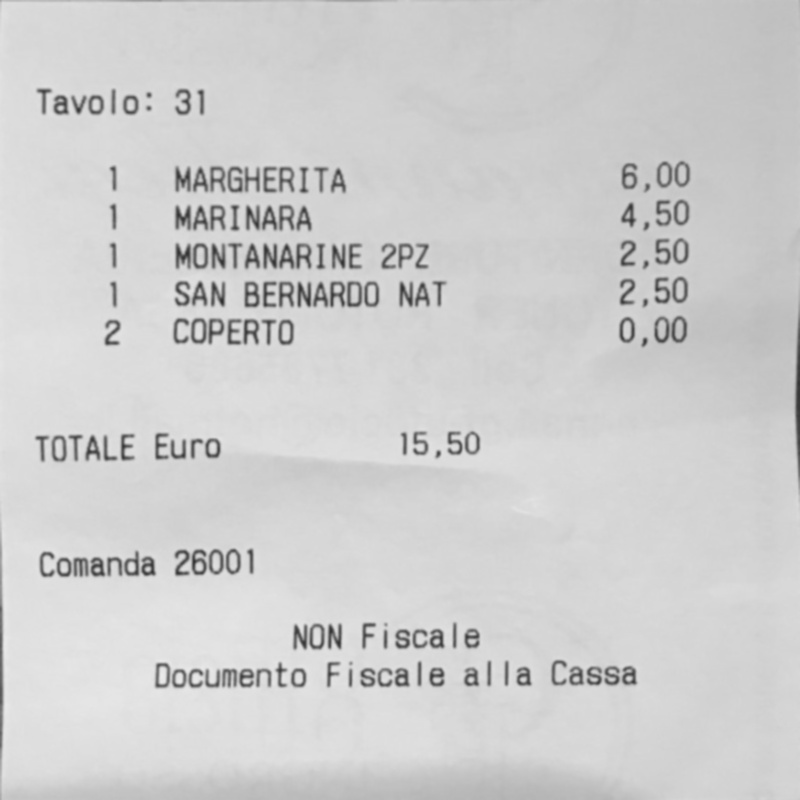 Tavolo: 31
1 MARGHERITA 6,00
1 MARINARA 4,50
1 MONTANARINE 2PZ 2,50
1 SAN BERNARDO NAT 2,50
2 COPERTO 0,00
TOTALE Euro 15,50
Comanda 26001
NON Fiscale
Documento Fiscale alla Cassa